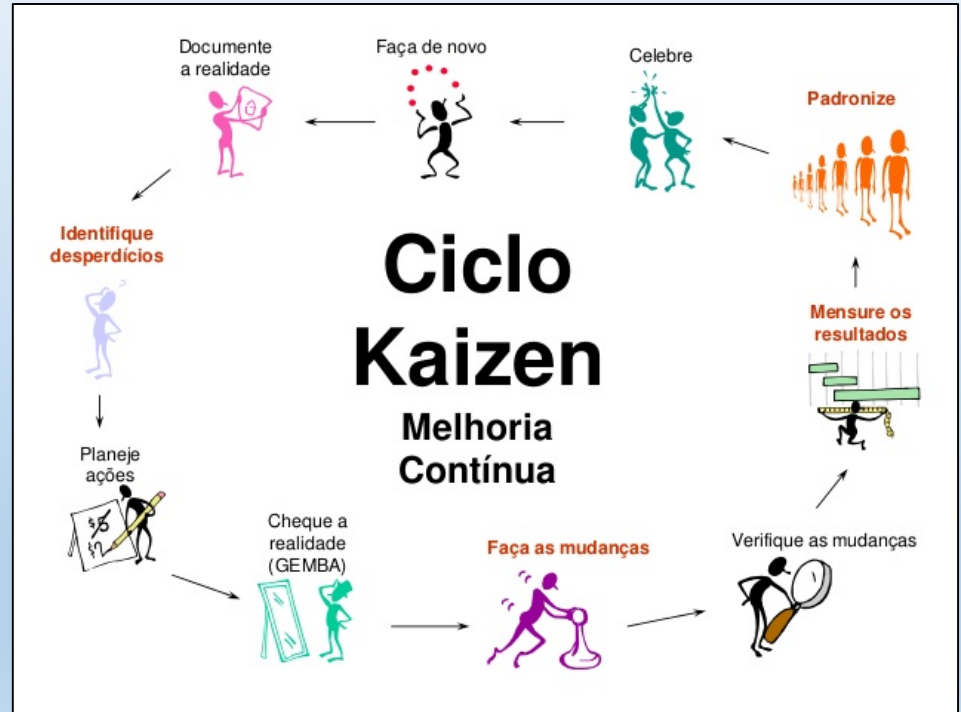 Documente
a realidade
Faça de novo
Celebre
Padronize
Identifique
desperdícios
Ciclo
Kaizen
Melhoria
Contínua
Mensure os
resultados
Planeje
ações
Cheque a
realidade
(GEMBA)
Faça as mudanças
Verifique as mudanças